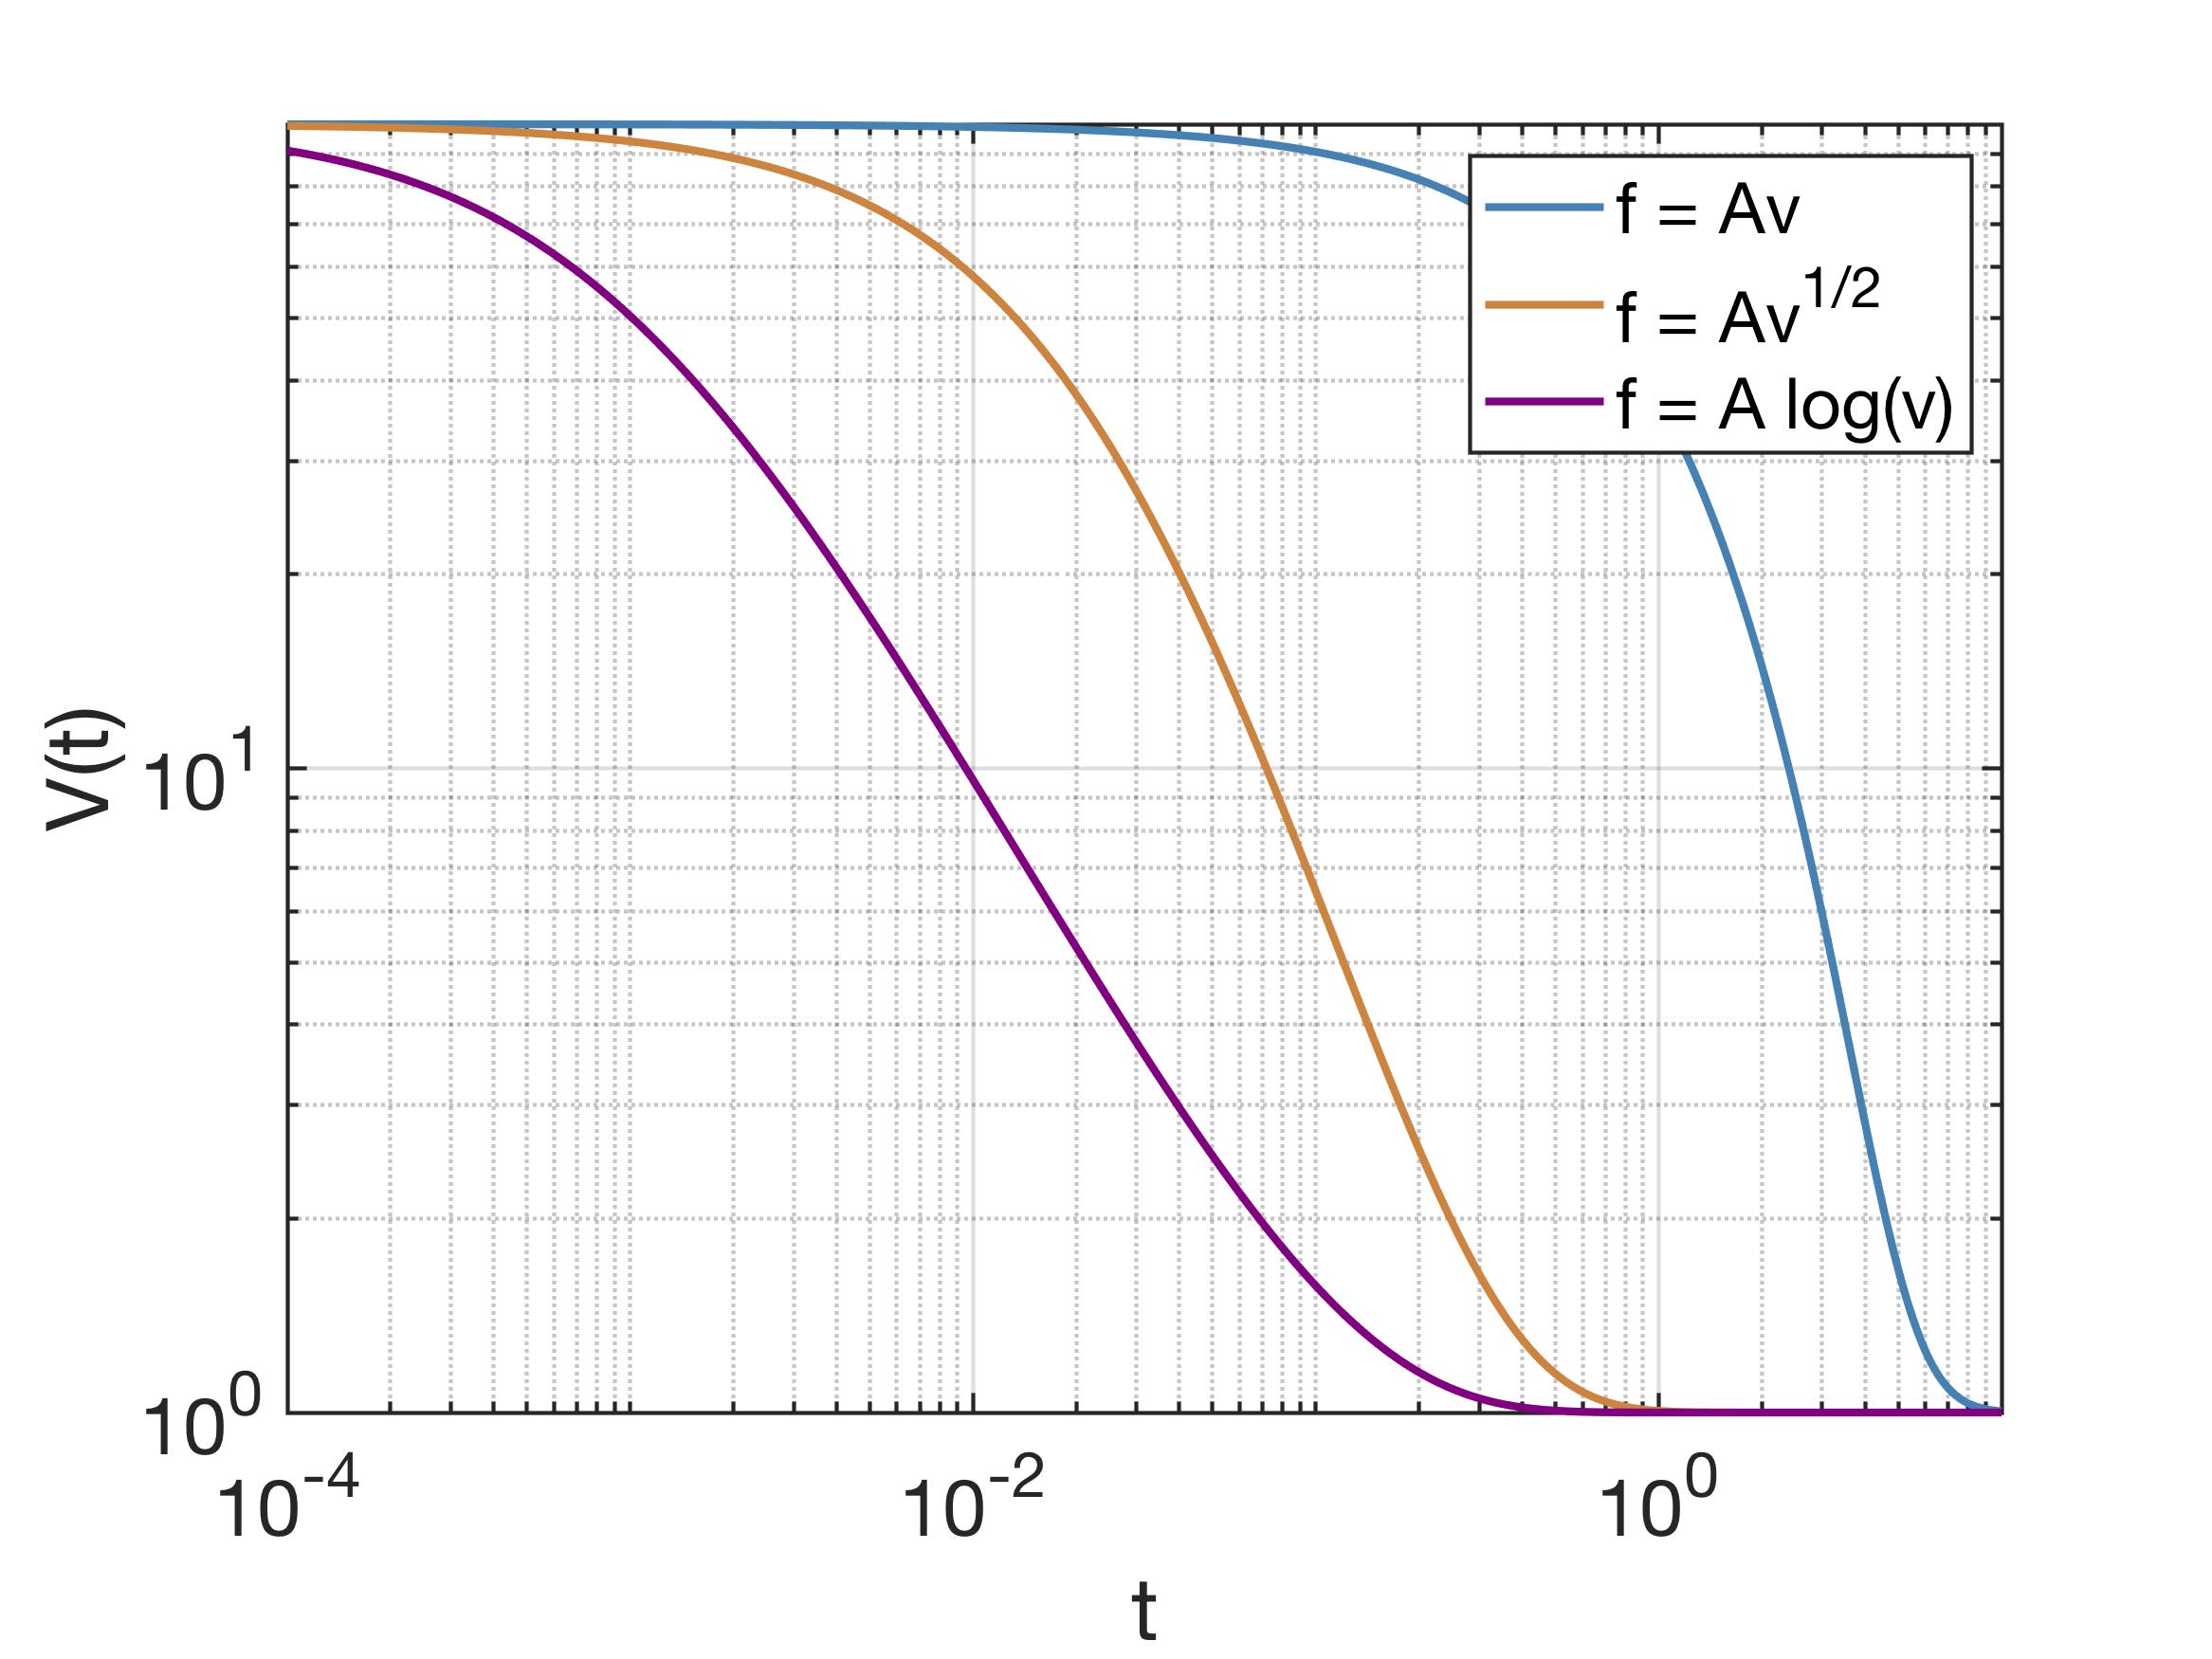 f = Av
f = Av^1/2
f = A log(v)
V(t)
10^1
10^0
10^-4
10^-2
10^0
t